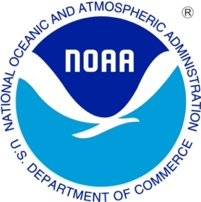 NATIONAL OCEANIC AND ATMOSPHERIC ADMINISTRATION
®
NOAA
U.S. DEPARTMENT OF COMMERCE